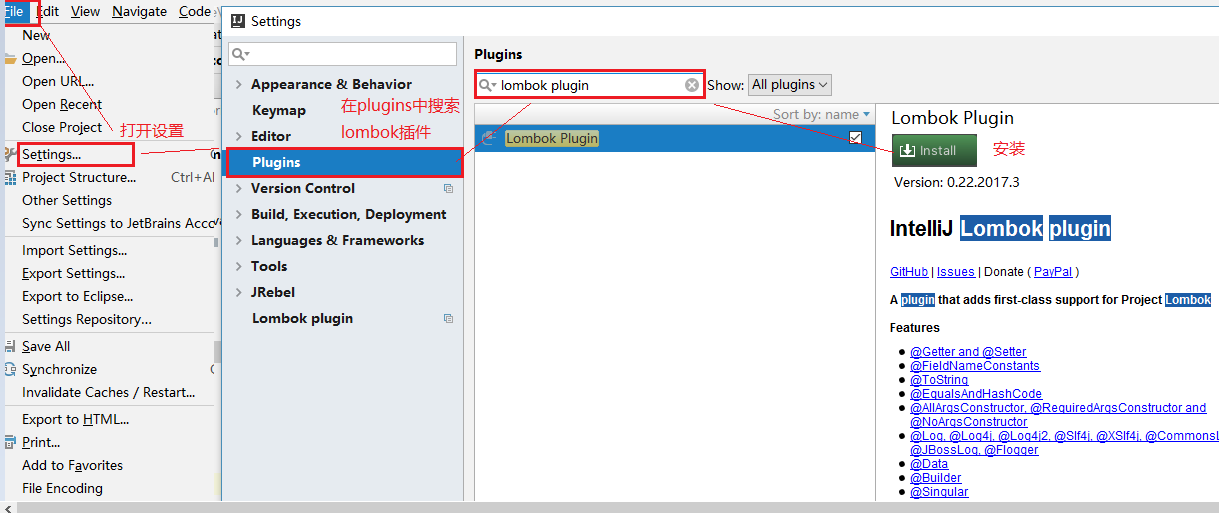 File Edit View Navigate Code
New
Open...
Open URL...
Open Recent
Close Project
打开设置
Settings...
Project Structure... Ctrl+Al
Other Settings
Sync Settings to JetBrains Acco
Import Settings...
Export Settings...
Export to Eclipse...
Settings Repository...
Save All
Synchronize
Invalidate Caches / Restart...
Export to HTML...
Print...
Add to Favorites
File Encoding
Settings
Appearance & Behavior
Keymap
Editor
Plugins
Version Control
Build, Execution, Deployment
Languages & Frameworks
Tools
JRebel
Lombok plugin
在plugins中搜索
lombok插件
Plugins
lombok plugin
Show: All plugins
Sort by: name
Lombok Plugin
Lombok Plugin
Install
安装
Version: 0.22.2017.3
IntelliJ Lombok plugin
GitHub | Issues | Donate ( PayPal )
A plugin that adds first-class support for Project Lombok
Features
@Getter and @Setter
@FieldNameConstants
@ToString
@EqualsAndHashCode
@AllArgsConstructor, @RequiredArgsConstructor and
@NoArgsConstructor
@Log, @Log4j, @Log4j2, @Slf4j, @XSlf4j, @CommonsL
@JBossLog, @Flogger
@Data
@Builder
@Singular